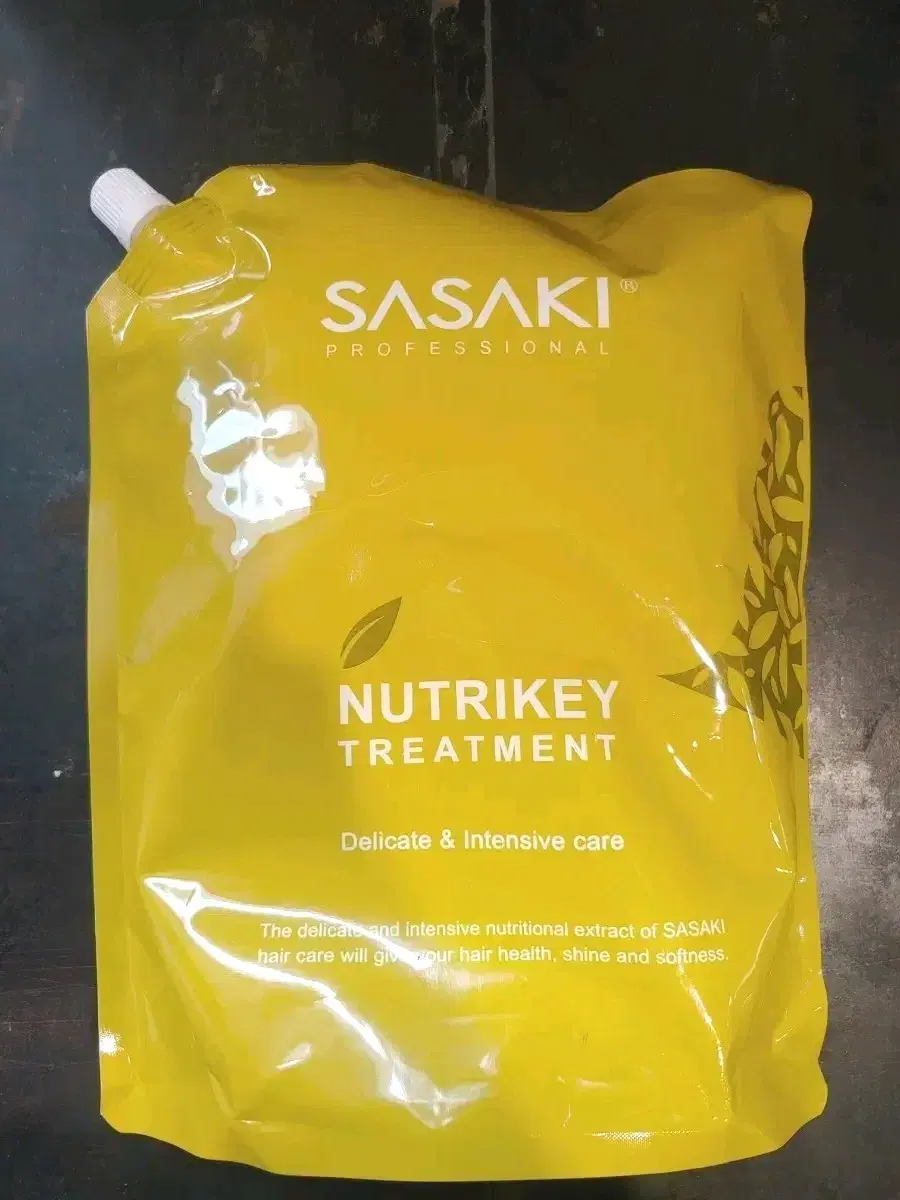 SASAKI®
PROFESSIONAL
NUTRIKEY
TREATMENT
Delicate & Intensive care
The delicate and intensive nutritional extract of SASAKI
hair care will give your hair health, shine and softness.